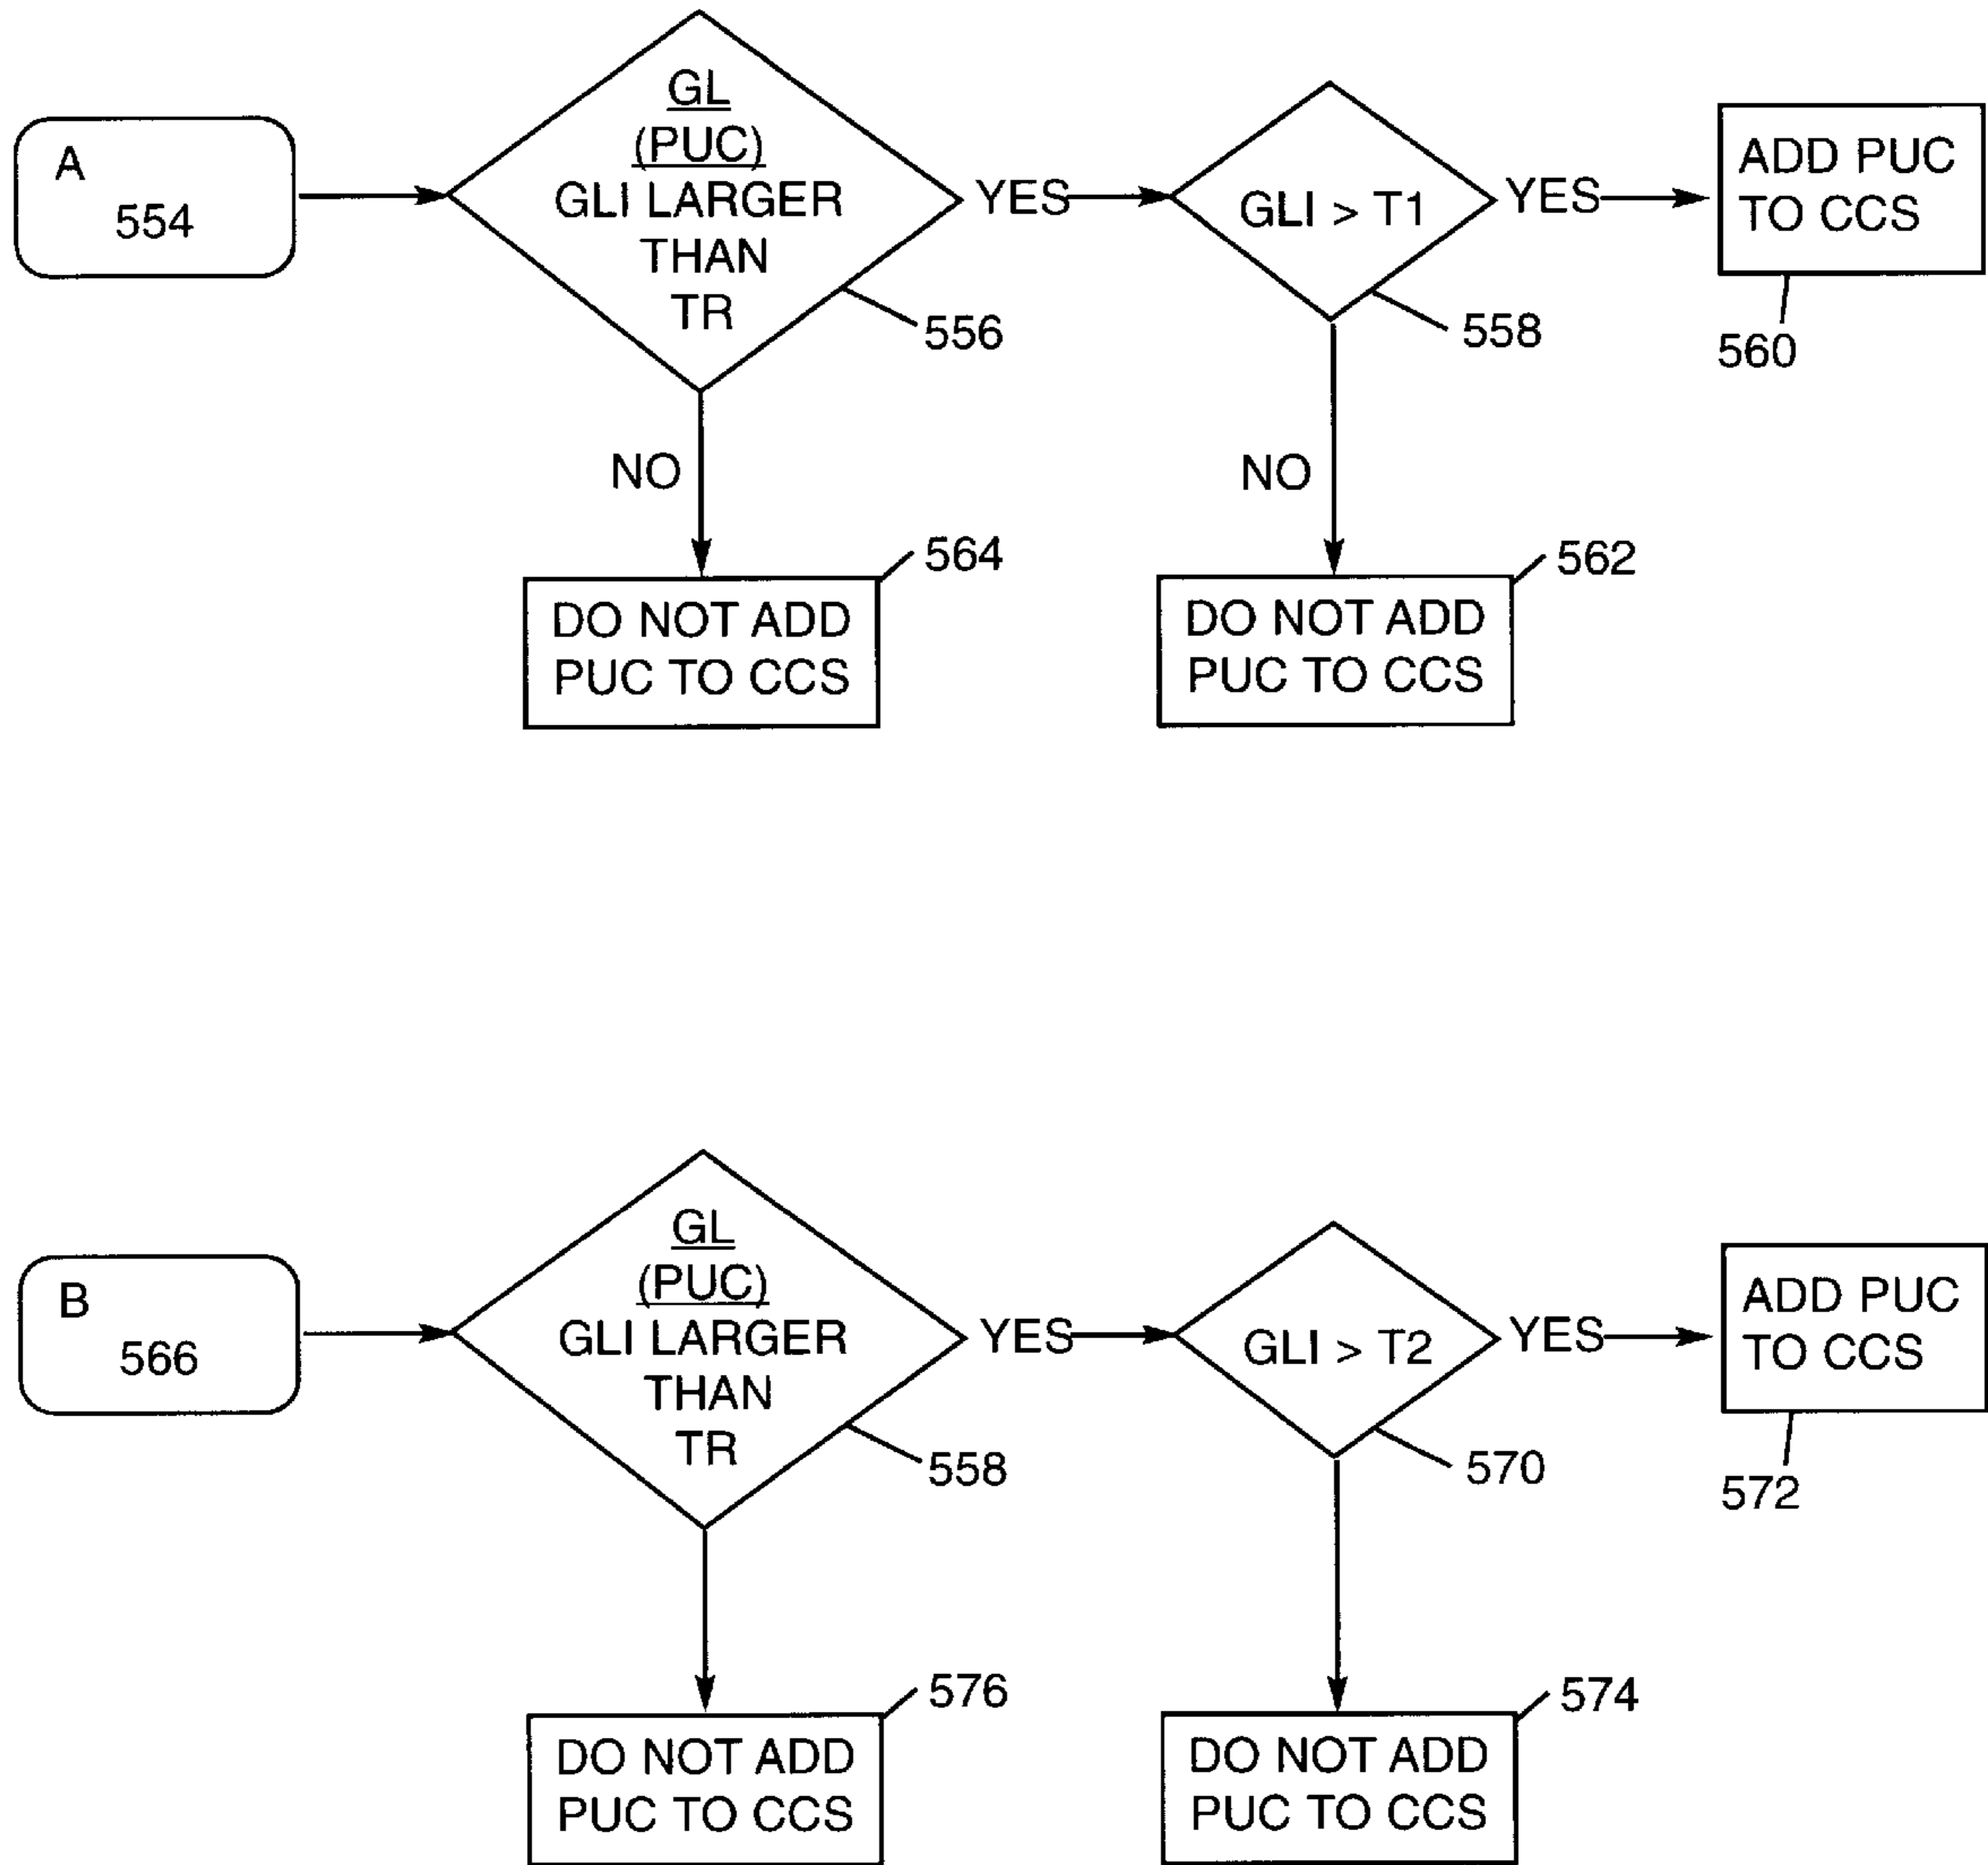 A
554
GL
(PUC)
GLI LARGER
THAN
TR
556
YES
GLI > T1
558
YES
ADD PUC
TO CCS
560
NO
NO
564
DO NOT ADD
PUC TO CCS
562
DO NOT ADD
PUC TO CCS
B
566
GL
(PUC)
GLI LARGER
THAN
TR
558
YES
GLI > T2
570
YES
ADD PUC
TO CCS
572
576
DO NOT ADD
PUC TO CCS
574
DO NOT ADD
PUC TO CCS